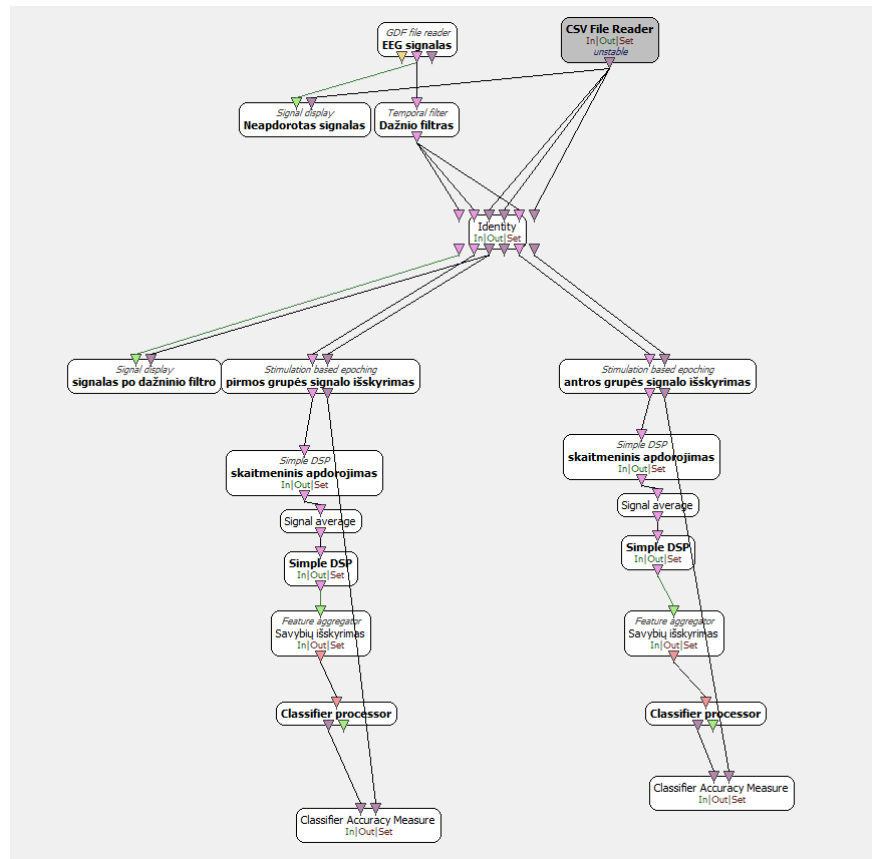 GDF file reader
EEG signalas
CSV File Reader
In|Out|Set
unstable
Signal display
Neapdorotas signalas
Temporal filter
Dažnio filtras
Identity
In|Out|Set
Signal display
signalas po dažninio filtro
Stimulation based epoching
pirmos grupės signalo išskyrimas
Stimulation based epoching
antros grupės signalo išskyrimas
Simple DSP
skaitmeninis apdorojimas
In|Out|Set
Simple DSP
skaitmeninis apdorojimas
In|Out|Set
Signal average
Signal average
Simple DSP
In|Out|Set
Simple DSP
In|Out|Set
Feature aggregator
Savybių išskyrimas
In|Out|Set
Feature aggregator
Savybių išskyrimas
In|Out|Set
Classifier processor
Classifier processor
Classifier Accuracy Measure
In|Out|Set
Classifier Accuracy Measure
In|Out|Set